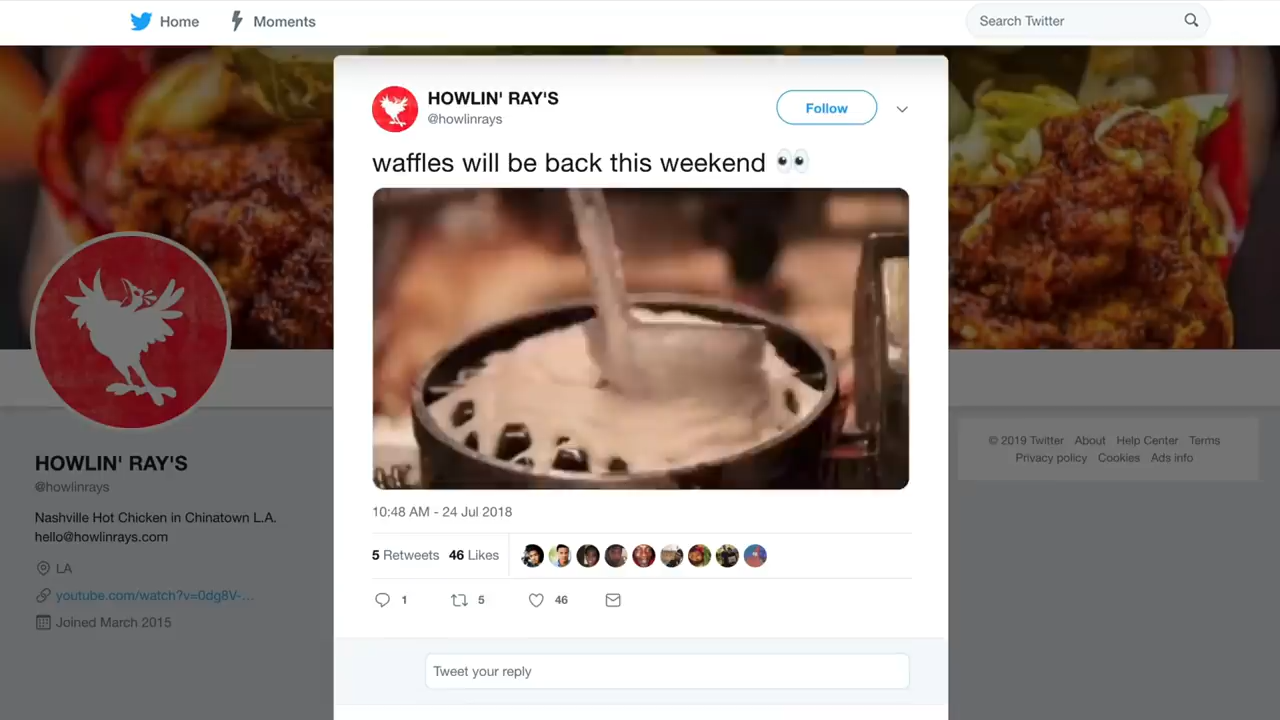 Home
Moments
Search Twitter
HOWLIN' RAY'S
@howlinrays
Follow
waffles will be back this weekend 👀
10:48 AM - 24 Jul 2018
5 Retweets 46 Likes
1 5 46
Tweet your reply
HOWLIN' RAY'S
@howlinrays
Nashville Hot Chicken in Chinatown L.A.
hello@howlinrays.com
LA
youtube.com/watch?v=0dg8V-...
Joined March 2015
© 2019 Twitter About Help Center Terms
Privacy policy Cookies Ads info